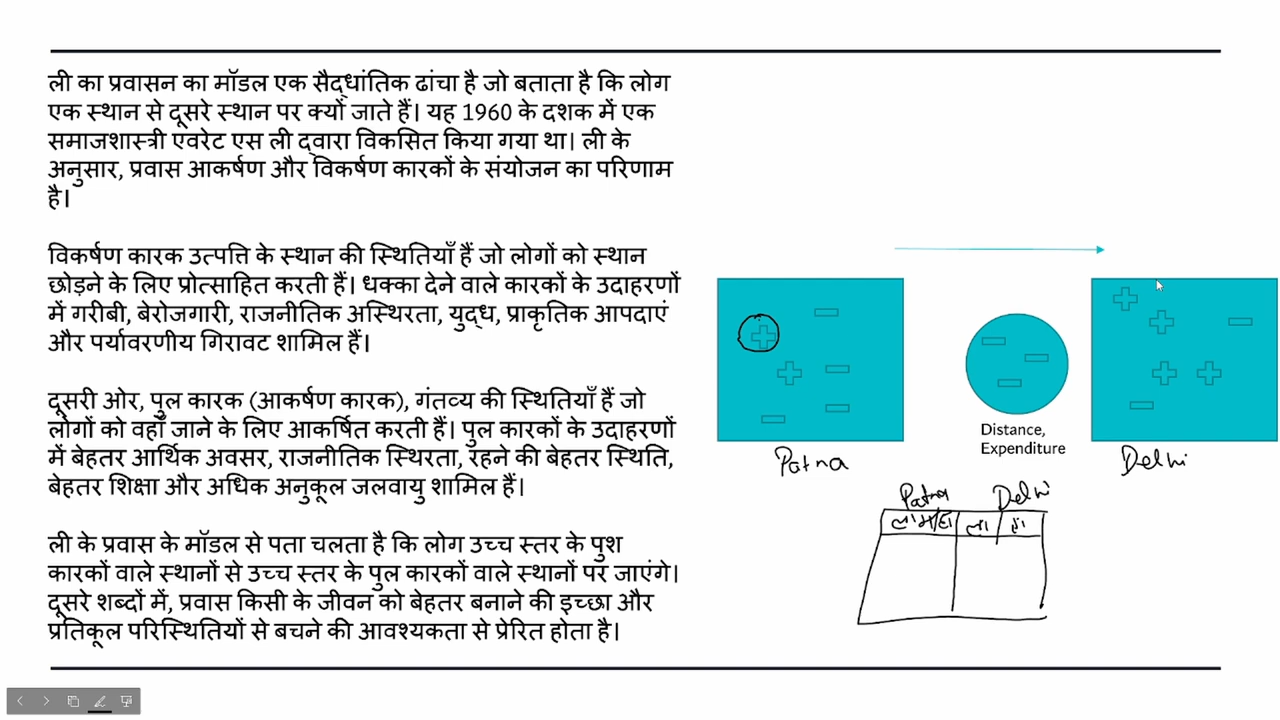 ली का प्रवासन का मॉडल एक सैद्धांतिक ढांचा है जो बताता है कि लोग
एक स्थान से दूसरे स्थान पर क्यों जाते हैं। यह 1960 के दशक में एक
समाजशास्त्री एवरेट एस ली द्वारा विकसित किया गया था। ली के
अनुसार, प्रवास आकर्षण और विकर्षण कारकों के संयोजन का परिणाम
है।
विकर्षण कारक उत्पत्ति के स्थान की स्थितियाँ हैं जो लोगों को स्थान
छोड़ने के लिए प्रोत्साहित करती हैं। धक्का देने वाले कारकों के उदाहरणों
में गरीबी, बेरोजगारी, राजनीतिक अस्थिरता, युद्ध, प्राकृतिक आपदाएं
और पर्यावरणीय गिरावट शामिल हैं।
दूसरी ओर, पुल कारक (आकर्षण कारक), गंतव्य की स्थितियाँ हैं जो
लोगों को वहाँ जाने के लिए आकर्षित करती हैं। पुल कारकों के उदाहरणों
में बेहतर आर्थिक अवसर, राजनीतिक स्थिरता, रहने की बेहतर स्थिति,
बेहतर शिक्षा और अधिक अनुकूल जलवायु शामिल हैं।
ली के प्रवास के मॉडल से पता चलता है कि लोग उच्च स्तर के पुश
कारकों वाले स्थानों से उच्च स्तर के पुल कारकों वाले स्थानों पर जाएंगे।
दूसरे शब्दों में, प्रवास किसी के जीवन को बेहतर बनाने की इच्छा और
प्रतिकूल परिस्थितियों से बचने की आवश्यकता से प्रेरित होता है।
Distance,
Expenditure
Patna
Delhi
Patna Delhi
ला हा